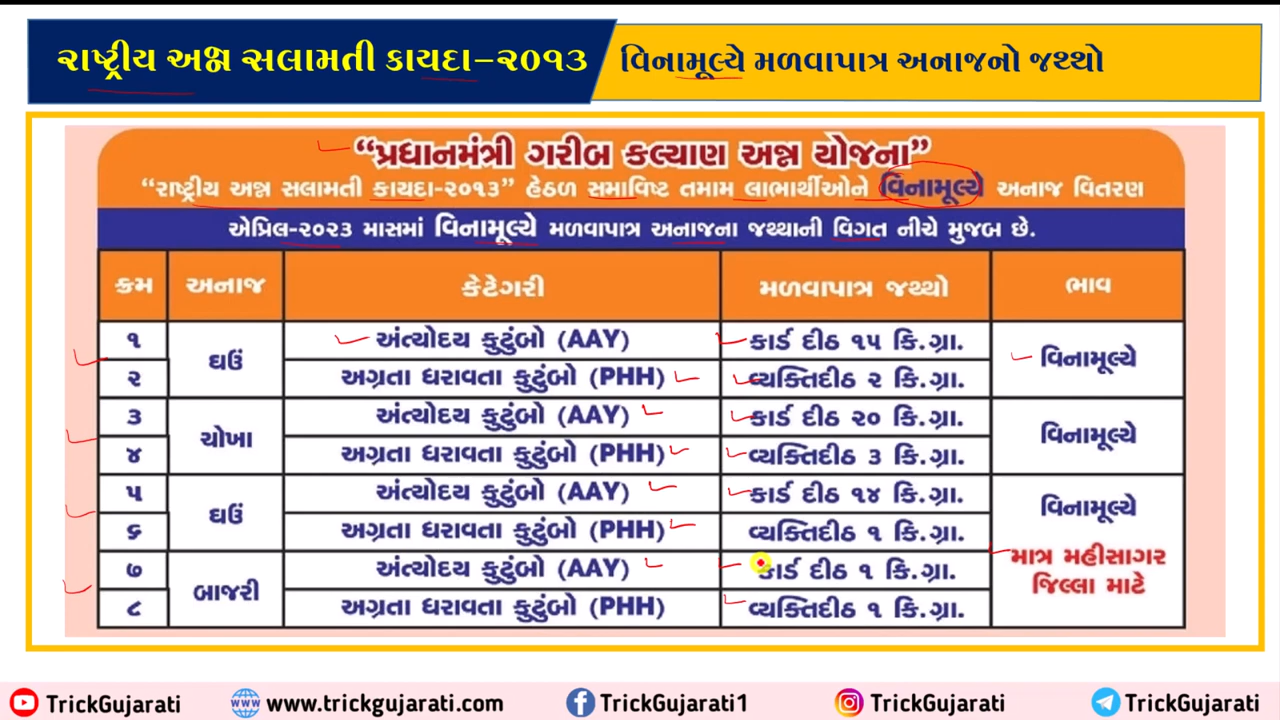 રાષ્ટ્રીય અન્ન સલામતી કાયદા-૨૦૧૩ વિનામૂલ્યે મળવાપાત્ર અનાજનો જથ્થો
“પ્રધાનમંત્રી ગરીબ કલ્યાણ અન્ન યોજના”
“રાષ્ટ્રીય અન્ન સલામતી કાયદા-૨૦૧૩” હેઠળ સમાવિષ્ટ તમામ લાભાર્થીઓને વિનામૂલ્યે અનાજ વિતરણ
એપ્રિલ-૨૦૨૩ માસમાં વિનામૂલ્યે મળવાપાત્ર અનાજના જથ્થાની વિગત નીચે મુજબ છે.
ક્રમ અનાજ કેટેગરી મળવાપાત્ર જથ્થો ભાવ
૧ ઘઉં અંત્યોદય કુટુંબો (AAY) કાર્ડ દીઠ ૧૫ કિ.ગ્રા. વિનામૂલ્યે
૨ અગ્રતા ધરાવતા કુટુંબો (PHH) વ્યક્તિદીઠ ૨ કિ.ગ્રા.
૩ ચોખા અંત્યોદય કુટુંબો (AAY) કાર્ડ દીઠ ૨૦ કિ.ગ્રા. વિનામૂલ્યે
૪ અગ્રતા ધરાવતા કુટુંબો (PHH) વ્યક્તિદીઠ ૩ કિ.ગ્રા.
૫ ઘઉં અંત્યોદય કુટુંબો (AAY) કાર્ડ દીઠ ૧૪ કિ.ગ્રા. વિનામૂલ્યે
૬ અગ્રતા ધરાવતા કુટુંબો (PHH) વ્યક્તિદીઠ ૧ કિ.ગ્રા.
૭ બાજરી અંત્યોદય કુટુંબો (AAY) કાર્ડ દીઠ ૧ કિ.ગ્રા. માત્ર મહીસાગર
૮ અગ્રતા ધરાવતા કુટુંબો (PHH) વ્યક્તિદીઠ ૧ કિ.ગ્રા. જિલ્લા માટે
TrickGujarati www.trickgujarati.com TrickGujarati1 TrickGujarati TrickGujarati